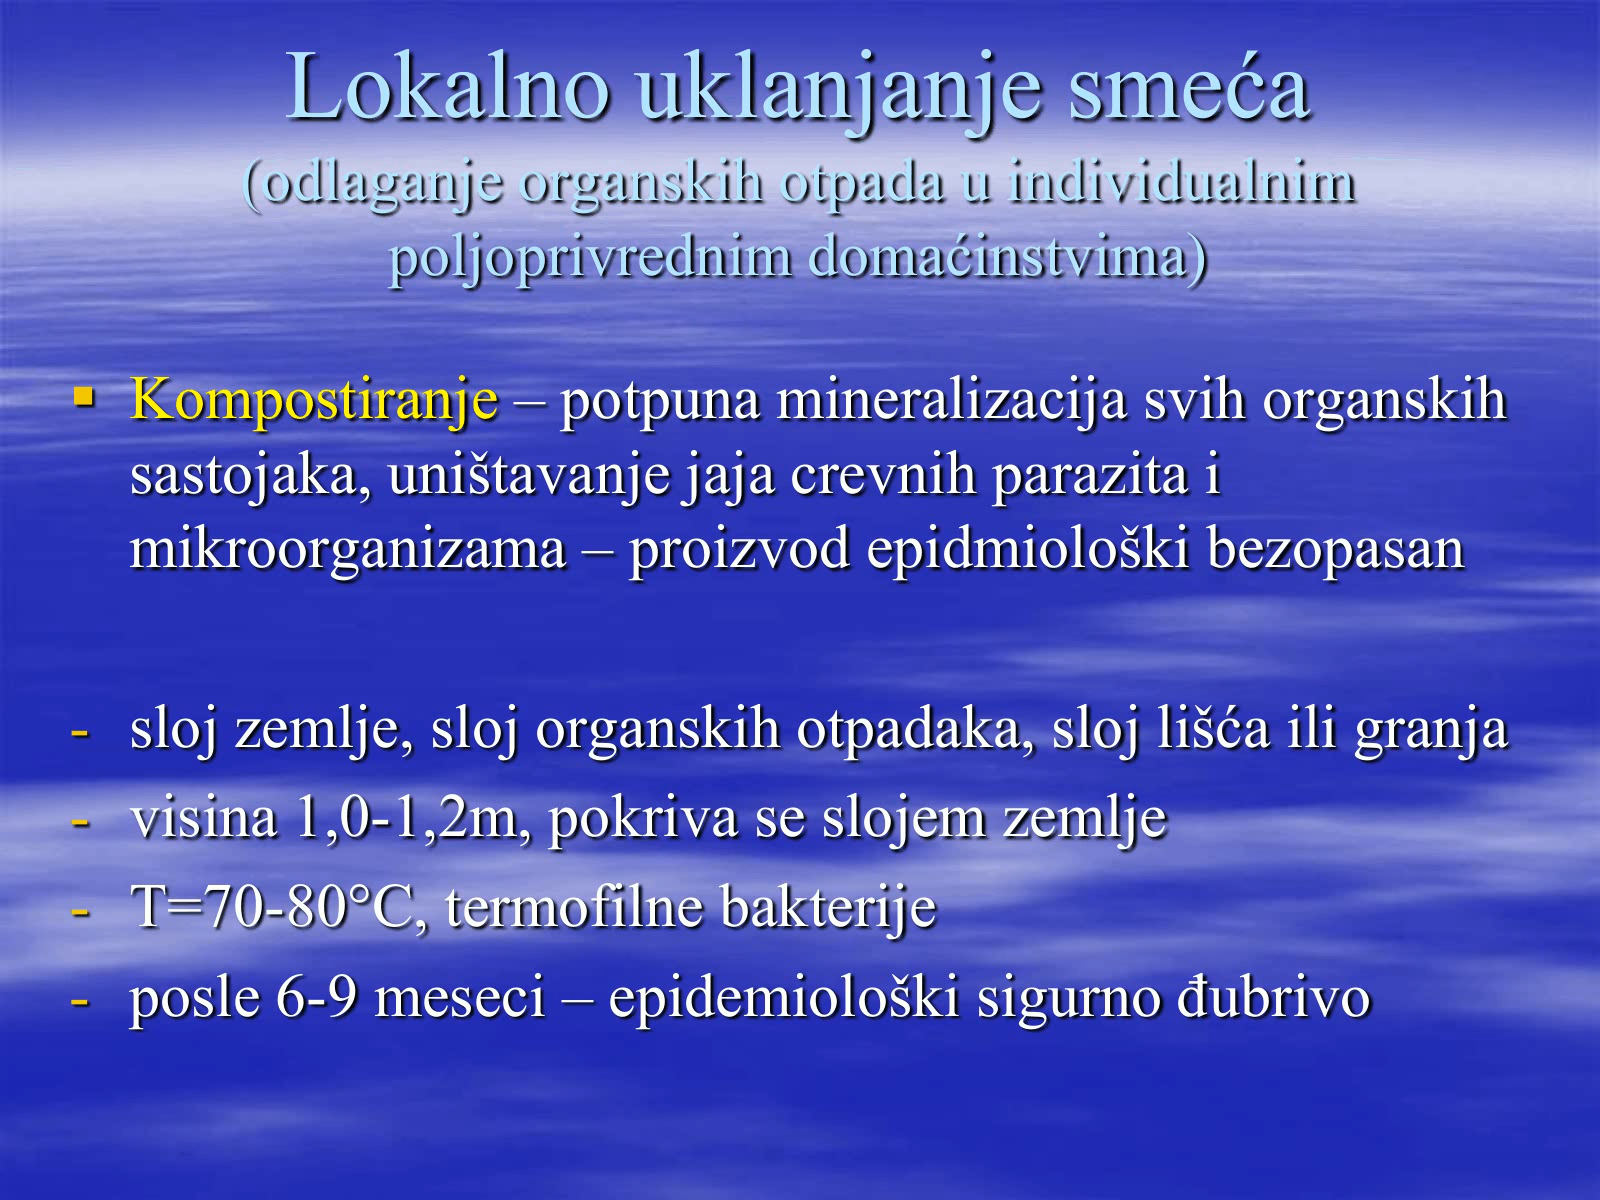 Lokalno uklanjanje smeća
(odlaganje organskih otpada u individualnim
poljoprivrednim domaćinstvima)
▪ Kompostiranje – potpuna mineralizacija svih organskih
sastojaka, uništavanje jaja crevnih parazita i
mikroorganizama – proizvod epidmiološki bezopasan
- sloj zemlje, sloj organskih otpadaka, sloj lišća ili granja
- visina 1,0-1,2m, pokriva se slojem zemlje
- T=70-80°C, termofilne bakterije
- posle 6-9 meseci – epidemiološki sigurno đubrivo